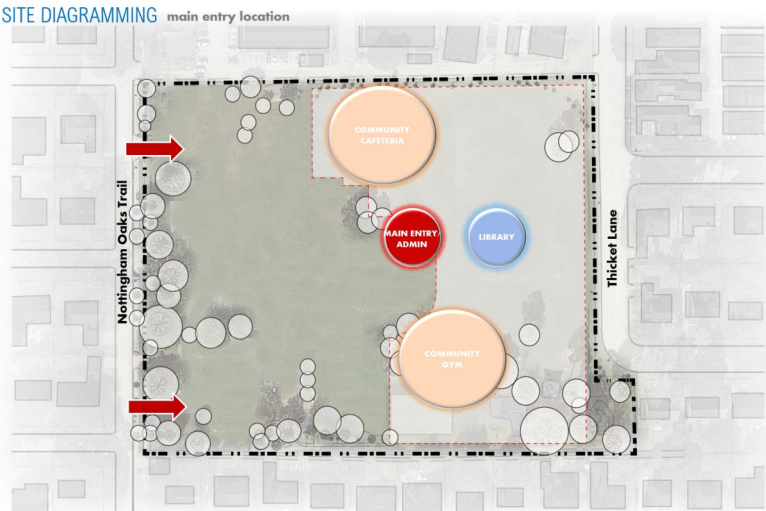 SITE DIAGRAMMING main entry location
COMMUNITY
CAFETERIA
Nottingham Oaks Trail
MAIN ENTRY/
ADMIN
LIBRARY
Thicket Lane
COMMUNITY
GYM